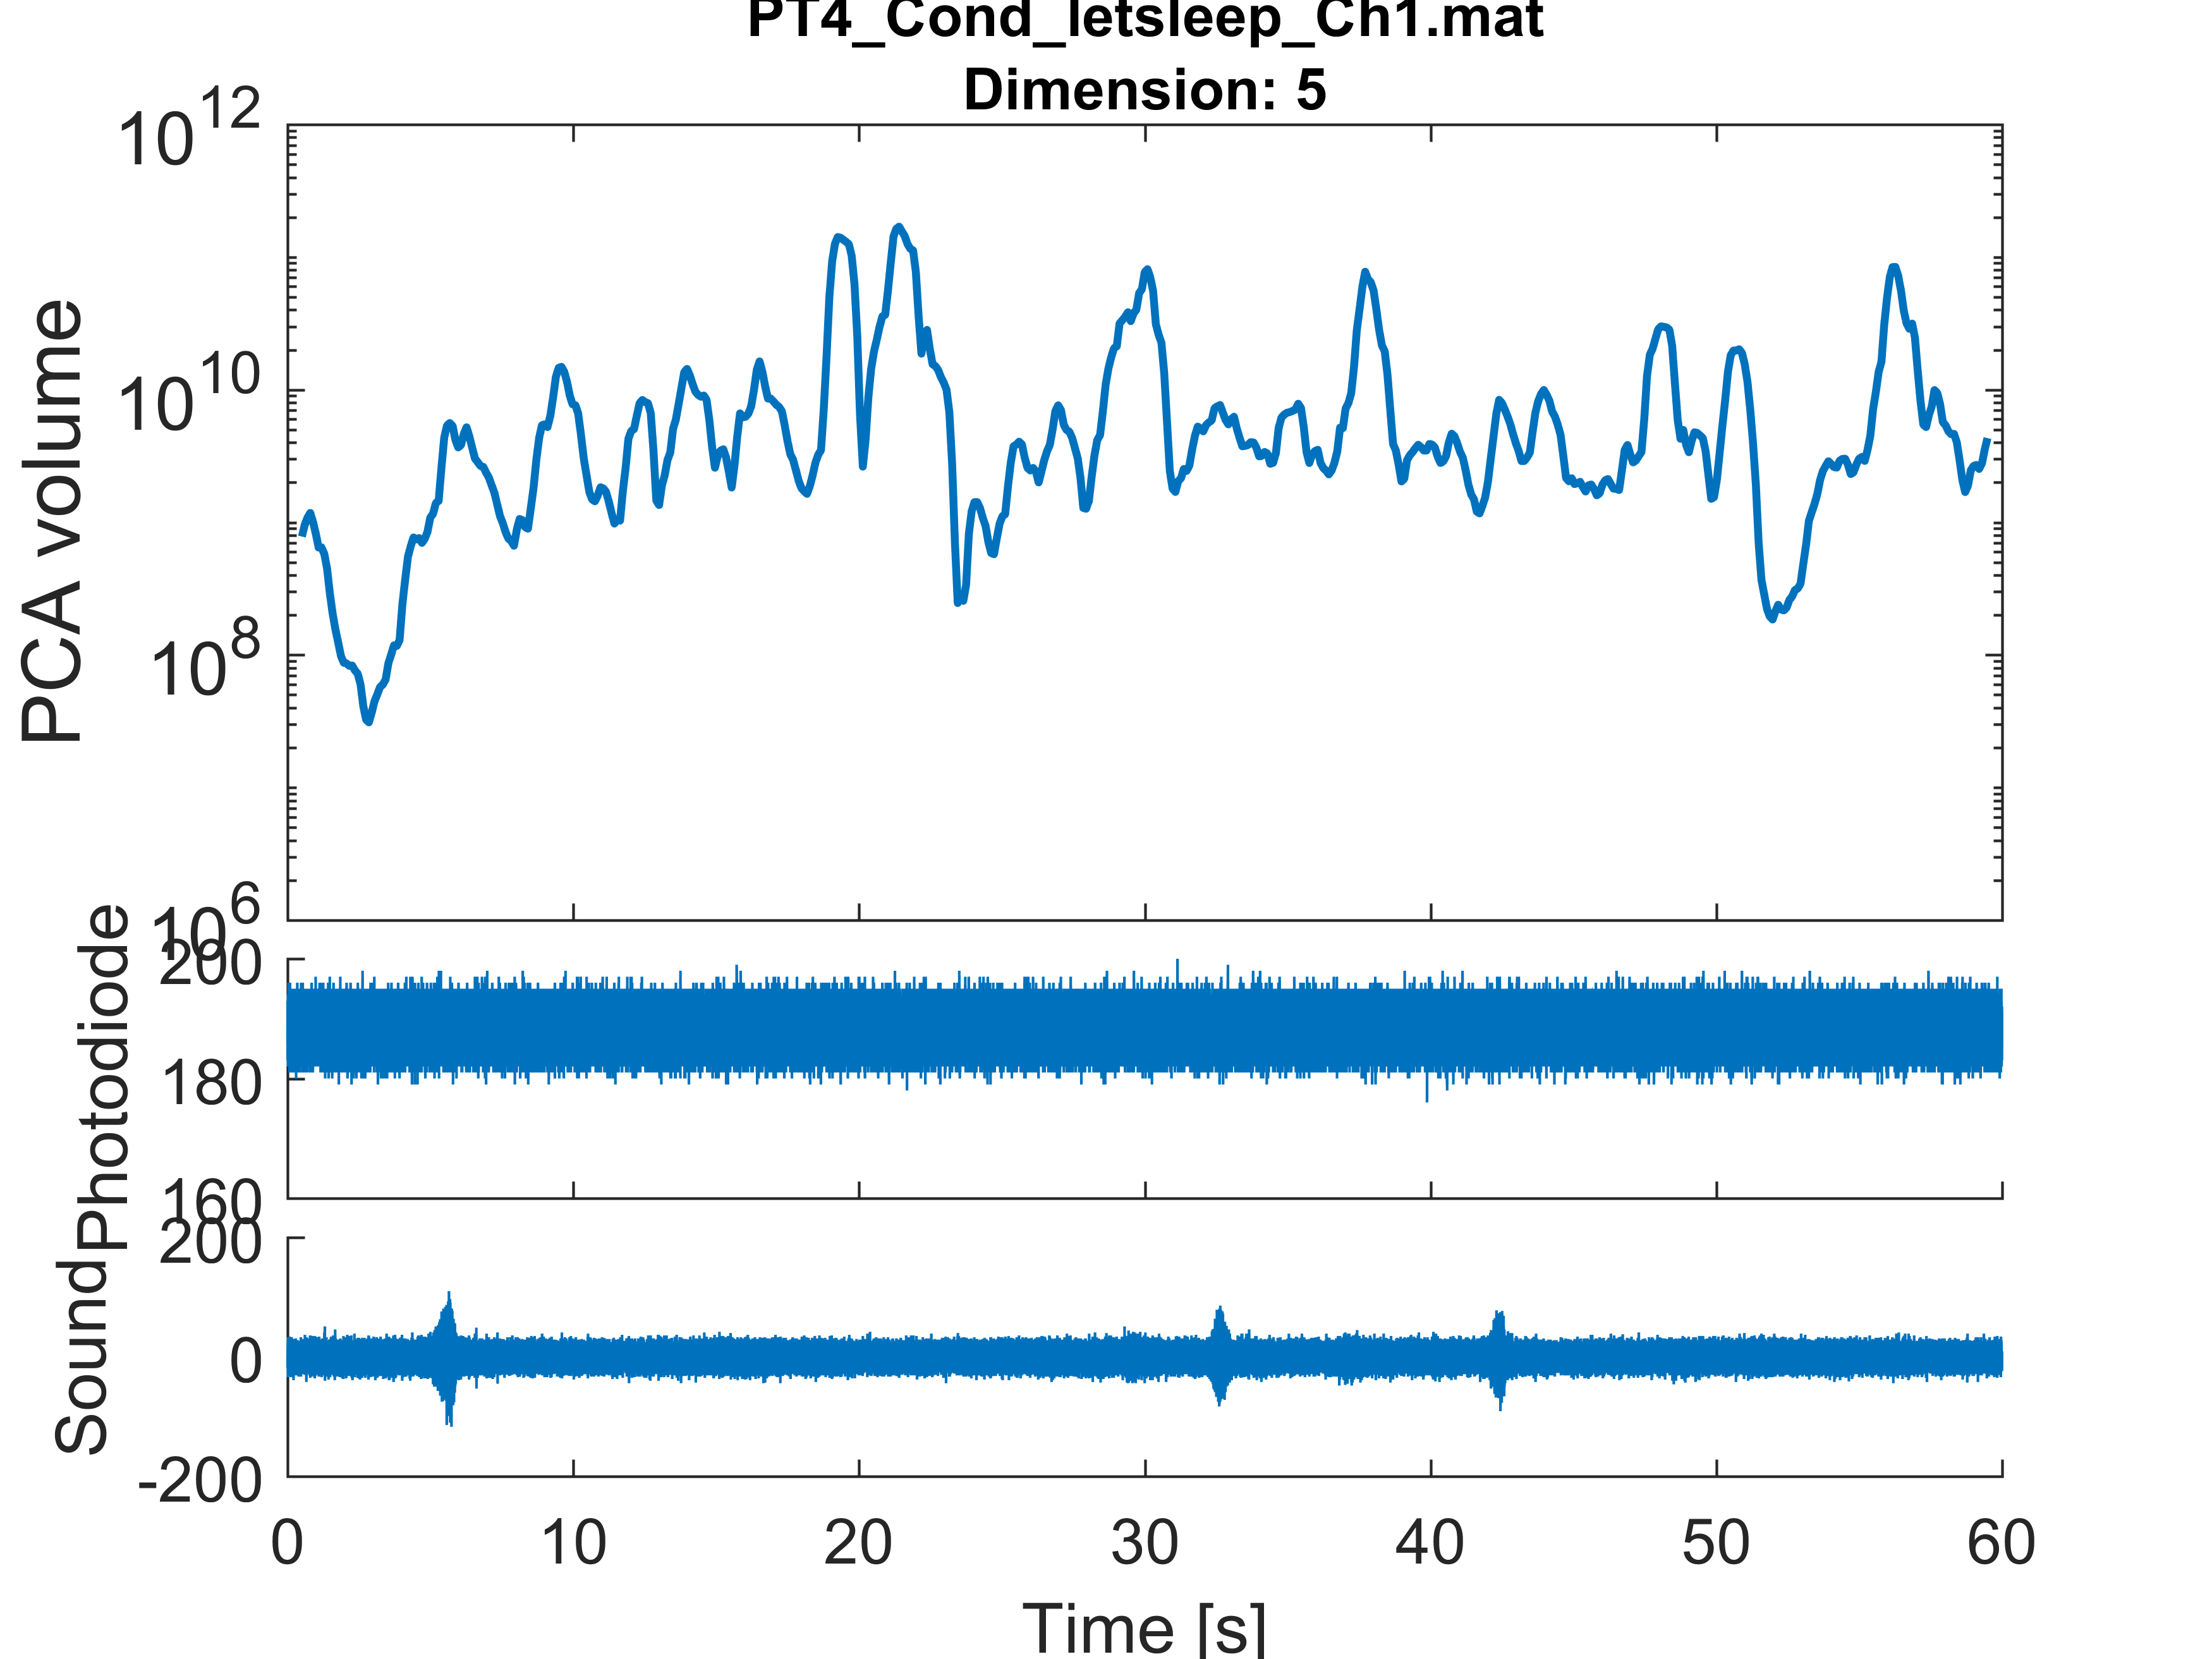 PT4_Cond_letsleep_Ch1.mat
Dimension: 5
10^12
10^10
10^8
10^6
PCA volume
200
180
160
Photodiode
200
0
-200
Sound
0 10 20 30 40 50 60
Time [s]